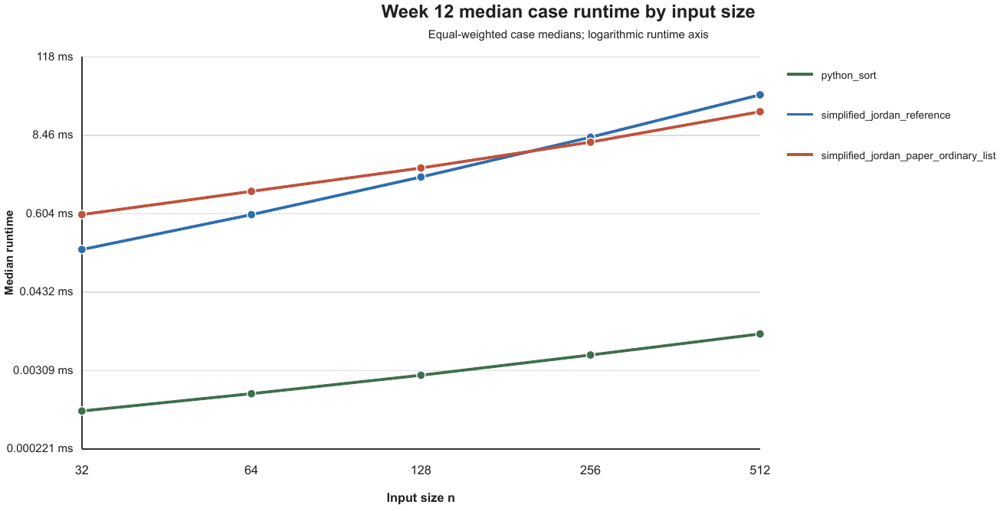 Week 12 median case runtime by input size
Equal-weighted case medians; logarithmic runtime axis
118 ms
8.46 ms
0.604 ms
0.0432 ms
0.00309 ms
0.000221 ms
Median runtime
32 64 128 256 512
Input size n
python_sort
simplified_jordan_reference
simplified_jordan_paper_ordinary_list